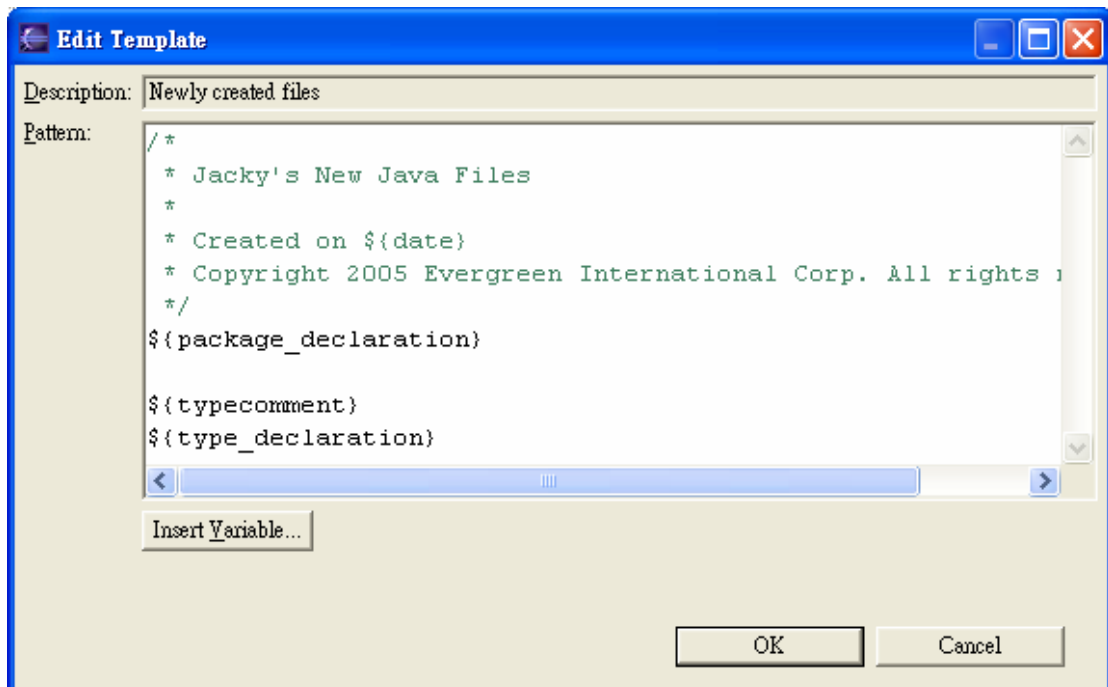 Edit Template
Description: Newly created files
Pattern:
/*
 * Jacky's New Java Files
 *
 * Created on ${date}
 * Copyright 2005 Evergreen International Corp. All rights
 */
${package_declaration}
${typecomment}
${type_declaration}
Insert Variable...
OK Cancel